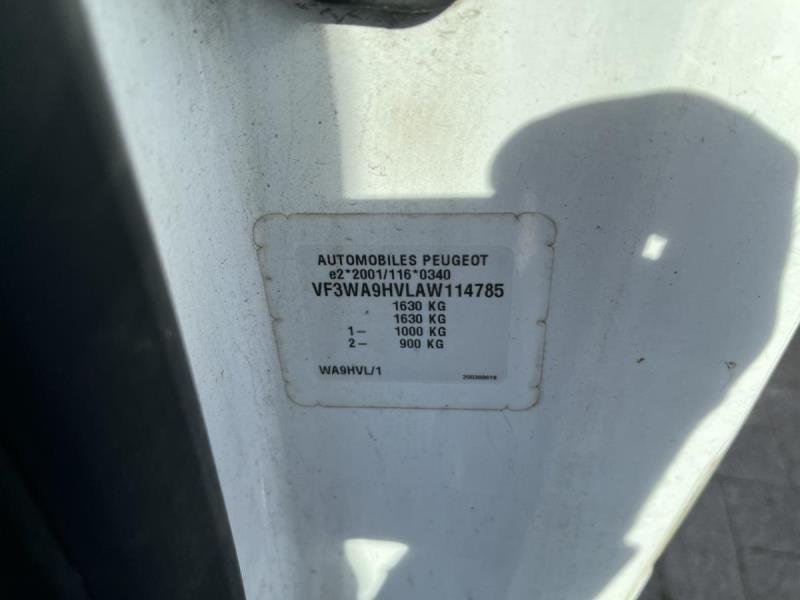 AUTOMOBILES PEUGEOT
e2*2001/116*0340
VF3WA9HVLAW114785
1630 KG
1630 KG
1- 1000 KG
2- 900 KG
WA9HVL/1